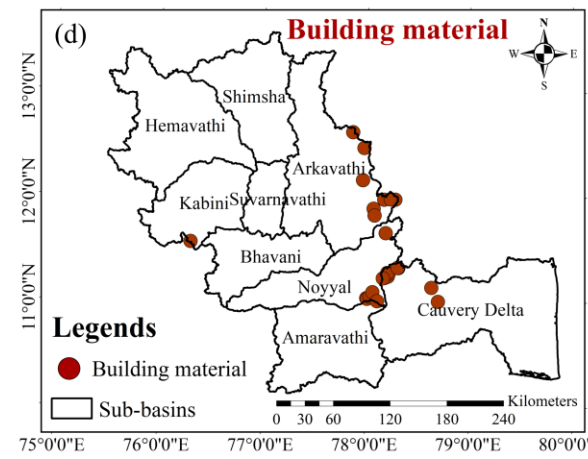 (d)
Building material
N
W E
S
13°0'0"N
12°0'0"N
11°0'0"N
Shimsha
Hemavathi
Arkavathi
Kabini
Suvarnavathi
Bhavani
Noyyal
Cauvery Delta
Amaravathi
Legends
Building material
Sub-basins
Kilometers
0 30 60 120 180 240
75°0'0"E 76°0'0"E 77°0'0"E 78°0'0"E 79°0'0"E 80°0'0"